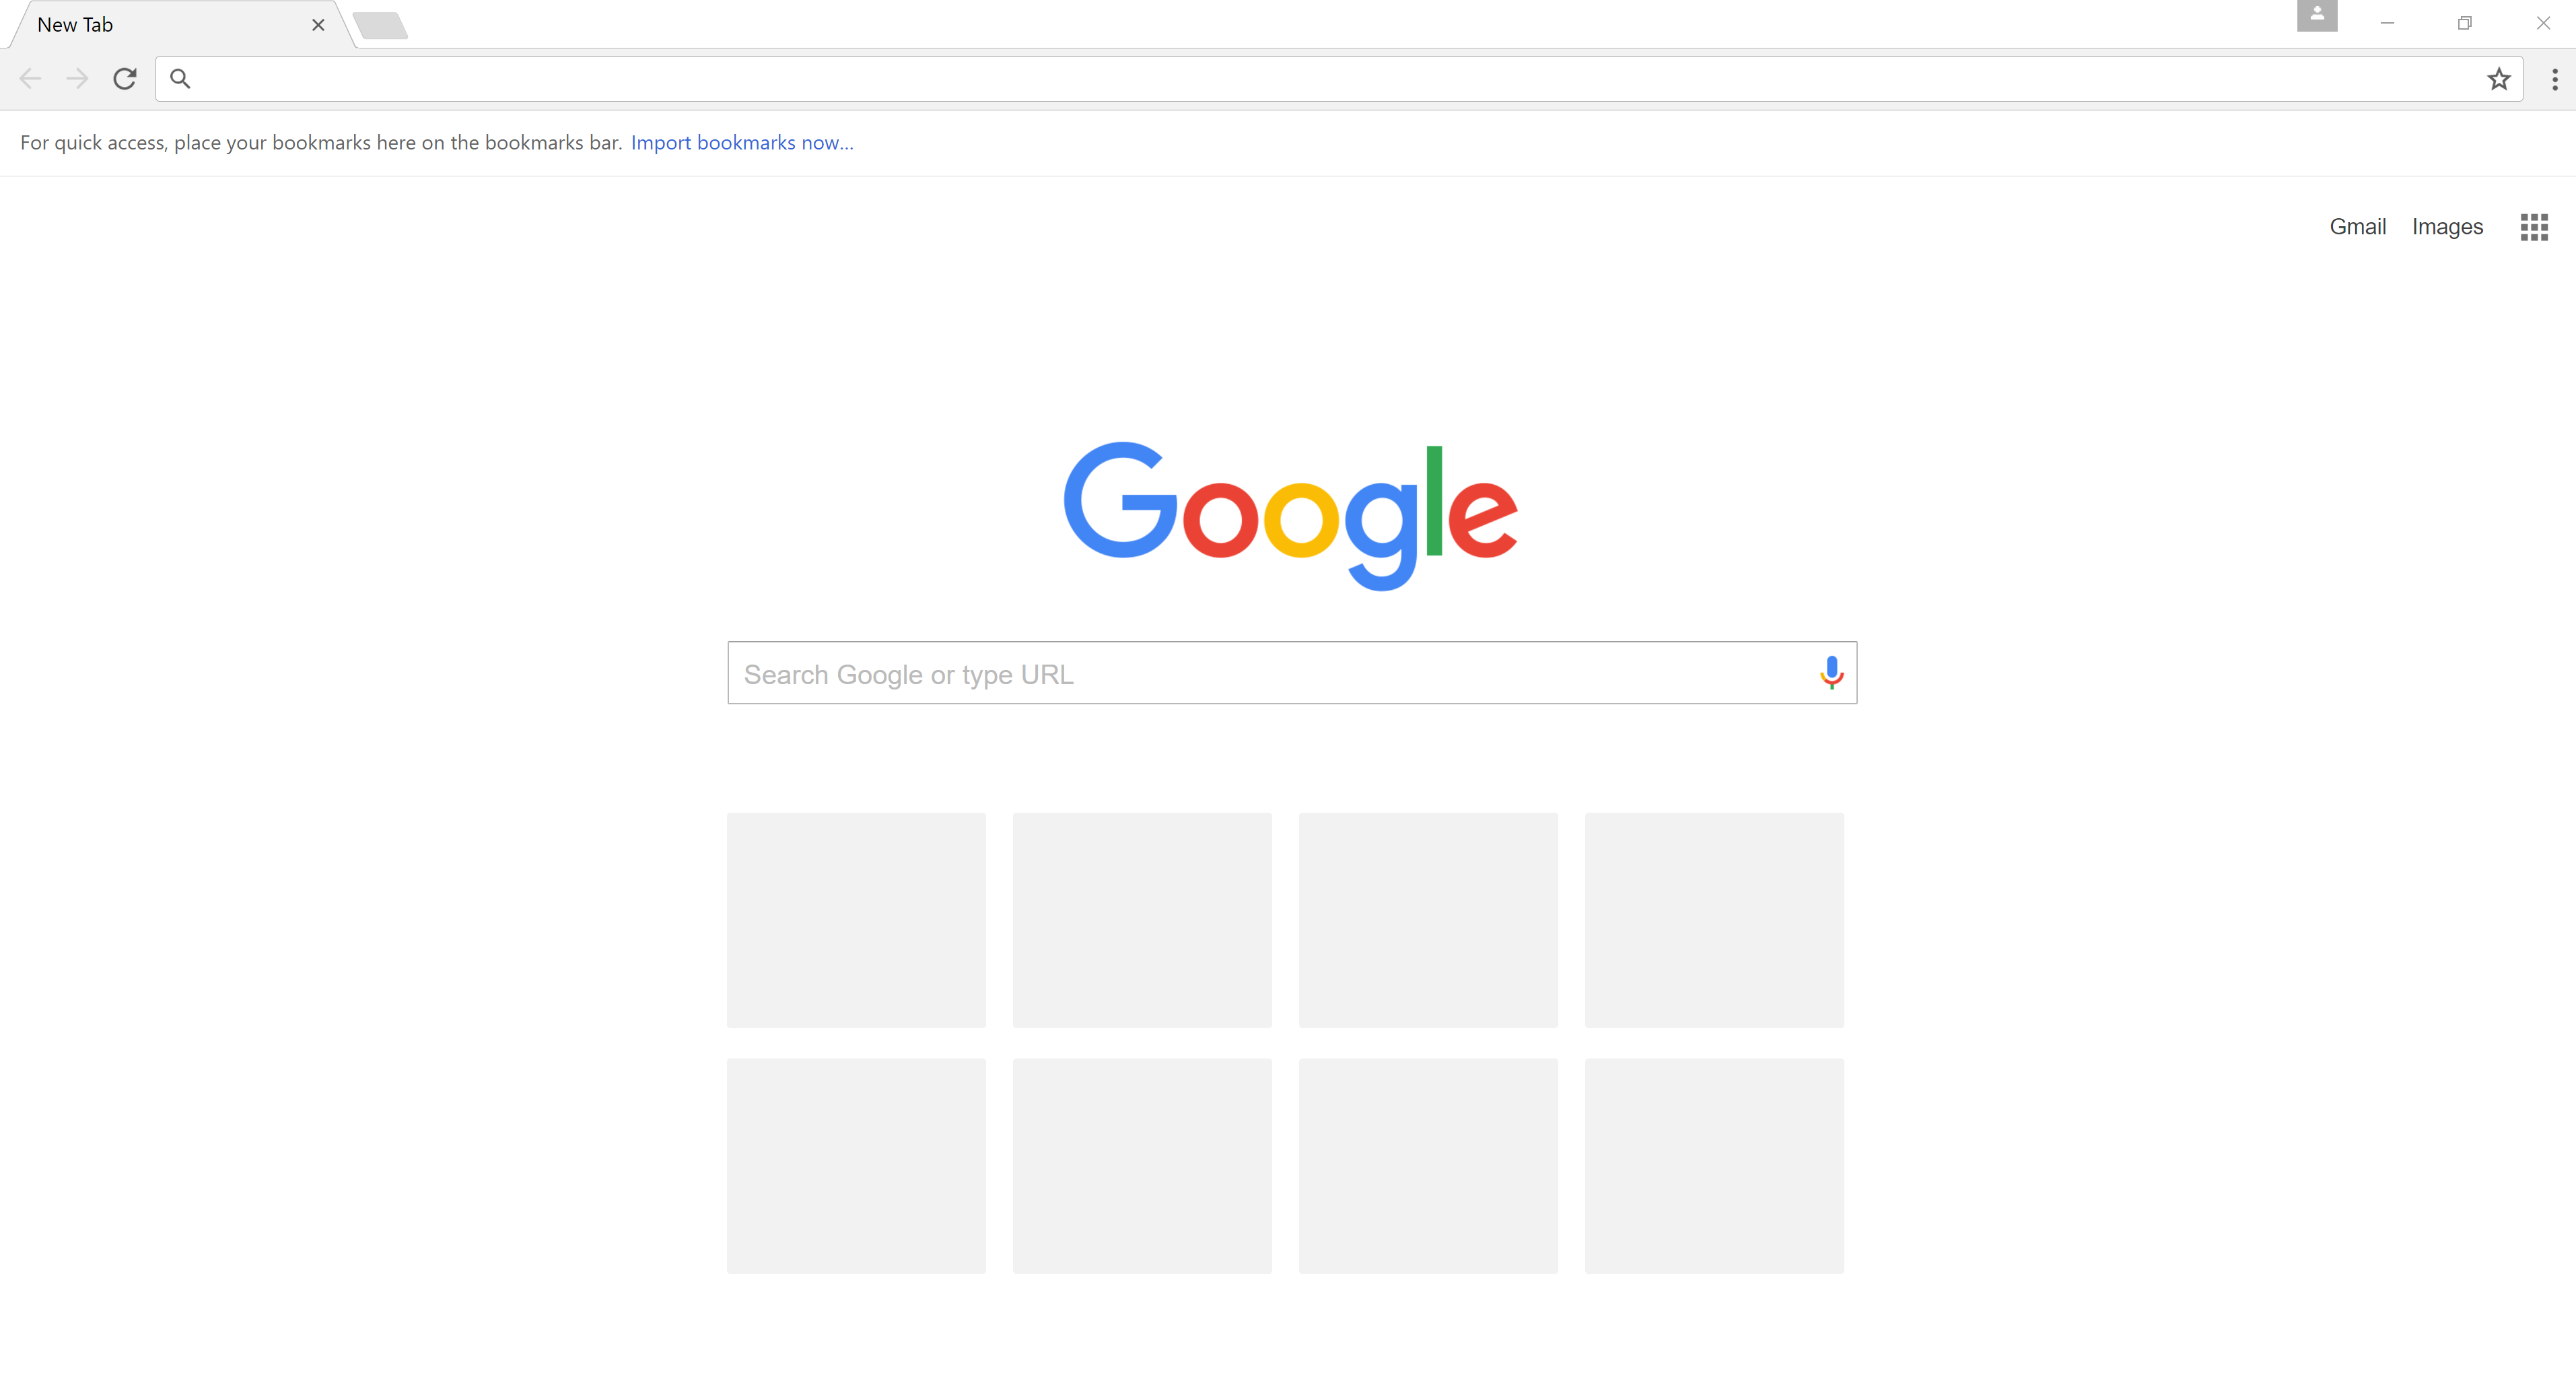 New Tab
For quick access, place your bookmarks here on the bookmarks bar. Import bookmarks now...
Gmail Images
Google
Search Google or type URL